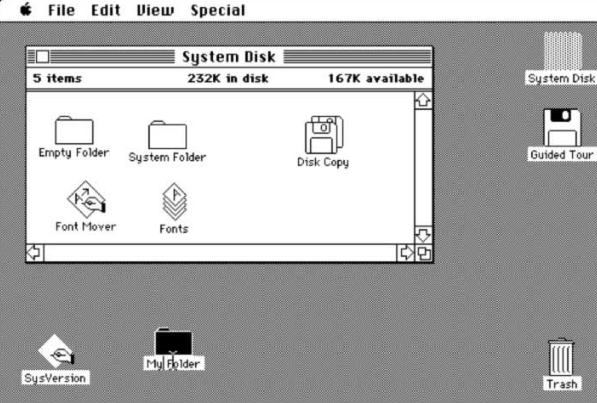 File Edit View Special
System Disk
5 items 232K in disk 167K available
System Disk
Empty Folder System Folder Disk Copy
Guided Tour
Font Mover Fonts
SysVersion My Folder Trash